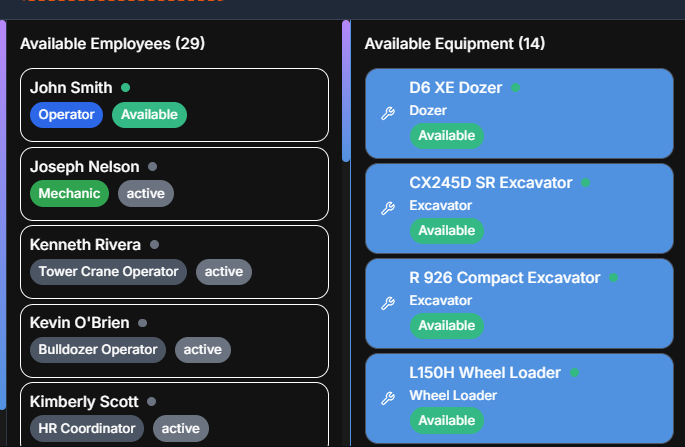 Available Employees (29)
John Smith
Operator Available
Joseph Nelson
Mechanic active
Kenneth Rivera
Tower Crane Operator active
Kevin O'Brien
Bulldozer Operator active
Kimberly Scott
HR Coordinator active
Available Equipment (14)
D6 XE Dozer
Dozer
Available
CX245D SR Excavator
Excavator
Available
R 926 Compact Excavator
Excavator
Available
L150H Wheel Loader
Wheel Loader
Available